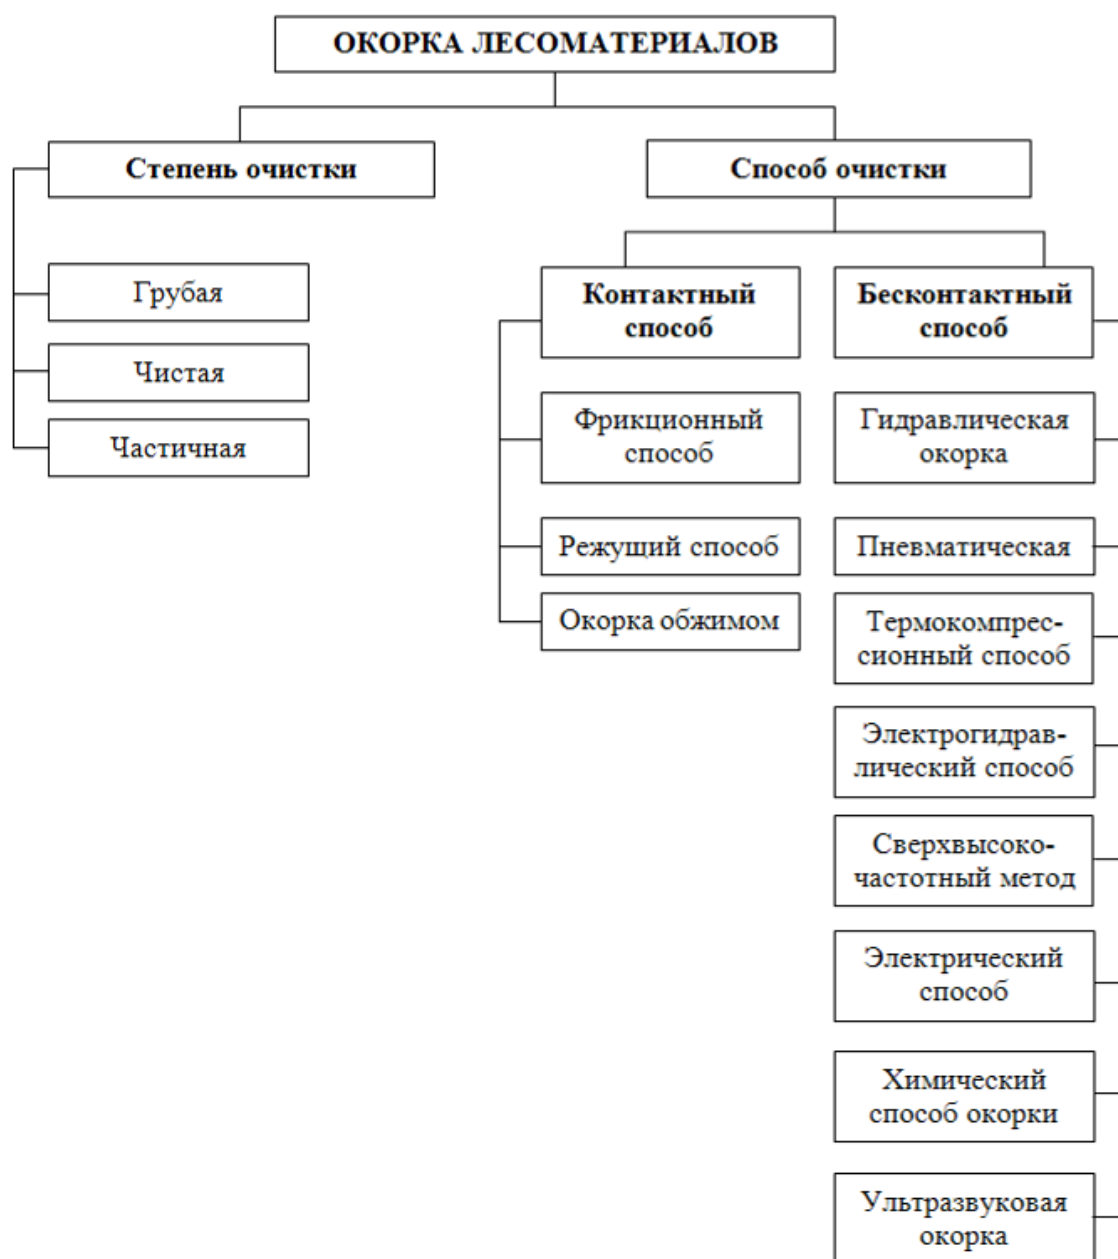 ОКОРКА ЛЕСОМАТЕРИАЛОВ
Степень очистки
Грубая
Чистая
Частичная
Способ очистки
Контактный
способ
Фрикционный
способ
Режущий способ
Окорка обжимом
Бесконтактный
способ
Гидравлическая
окорка
Пневматическая
Термокомпрес-
сионный способ
Электрогидрав-
лический способ
Сверхвысоко-
частотный метод
Электрический
способ
Химический
способ окорки
Ультразвуковая
окорка